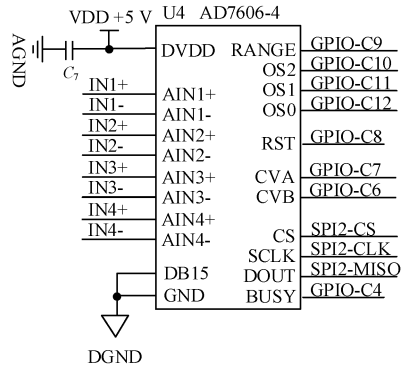 VDD +5 V U4 AD7606-4
AGND
C7
DVDD RANGE GPIO-C9
OS2 GPIO-C10
IN1+ AIN1+ OS1 GPIO-C11
IN1- AIN1- OS0 GPIO-C12
IN2+ AIN2+
IN2- AIN2- RST GPIO-C8
IN3+ AIN3+ CVA GPIO-C7
IN3- AIN3- CVB GPIO-C6
IN4+ AIN4+
IN4- AIN4- CS SPI2-CS
SCLK SPI2-CLK
DB15 DOUT SPI2-MISO
GND BUSY GPIO-C4
DGND